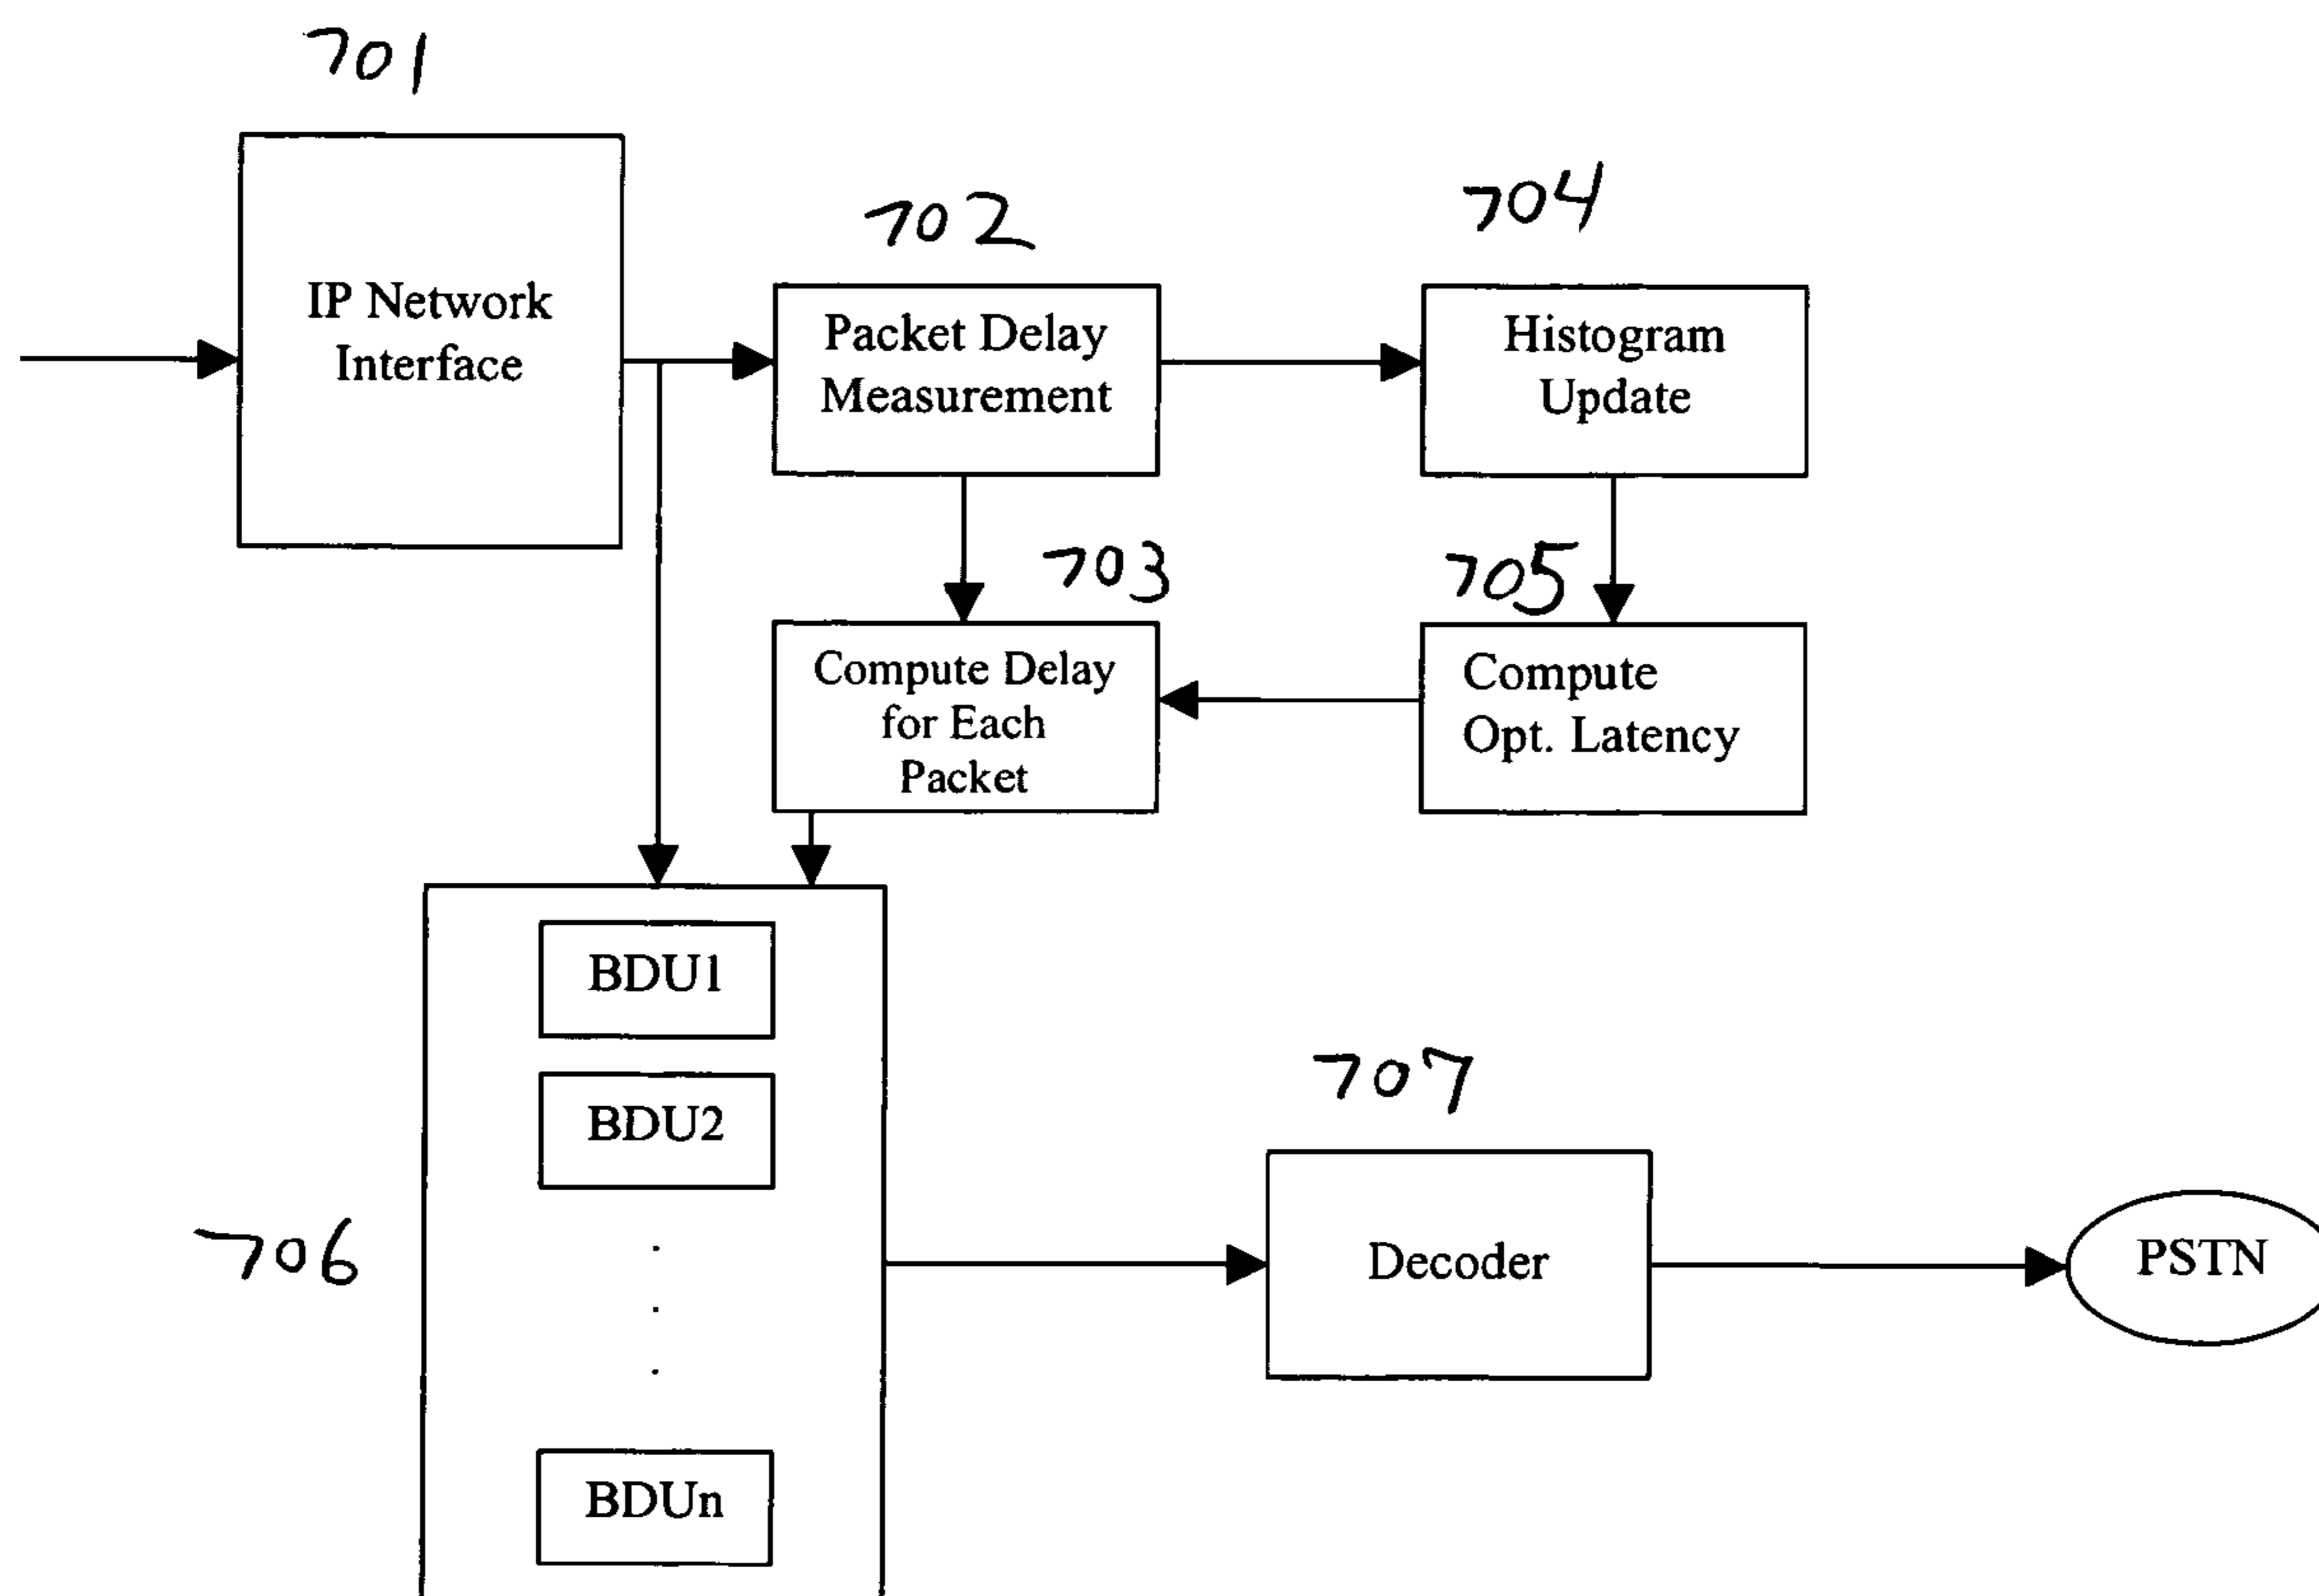 701
IP Network
Interface
702
Packet Delay
Measurement
704
Histogram
Update
703
Compute Delay
for Each
Packet
705
Compute
Opt. Latency
706
BDU1
BDU2
.
.
.
BDUn
707
Decoder
PSTN